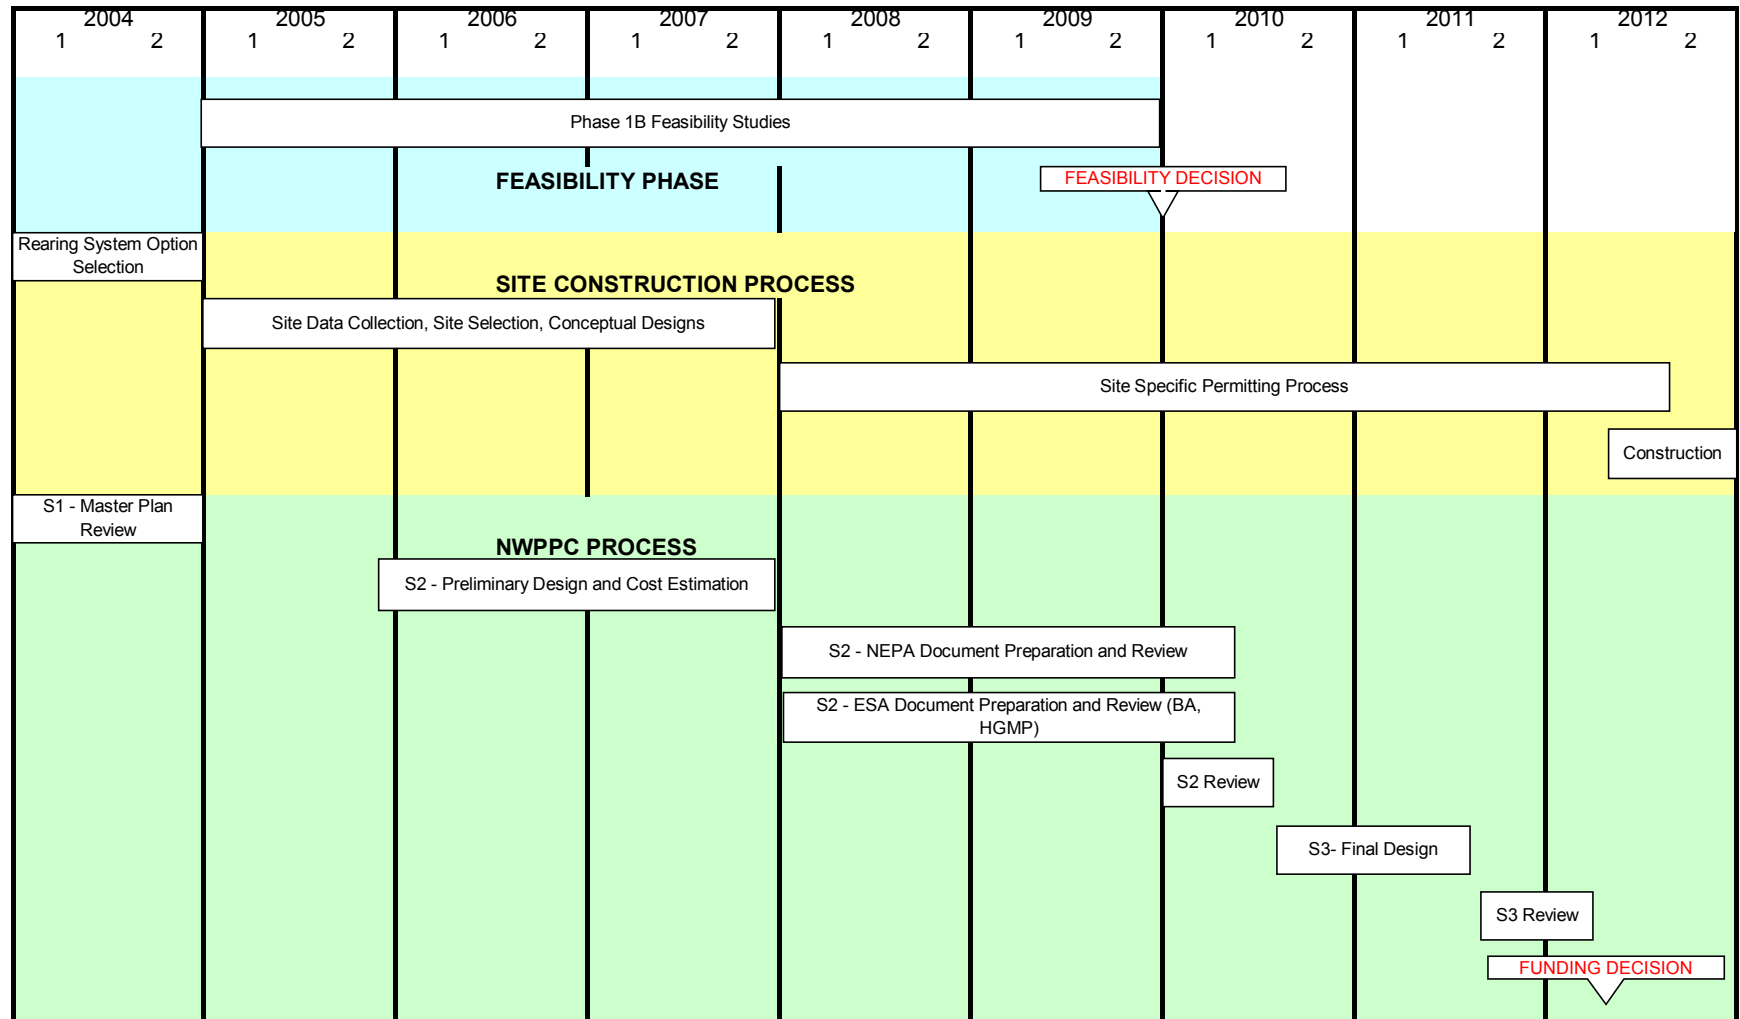 2004 2005 2006 2007 2008 2009 2010 2011 2012
1 2 1 2 1 2 1 2 1 2 1 2 1 2 1 2 1 2
Phase 1B Feasibility Studies
FEASIBILITY PHASE
FEASIBILITY DECISION
Rearing System Option
Selection
SITE CONSTRUCTION PROCESS
Site Data Collection, Site Selection, Conceptual Designs
Site Specific Permitting Process
Construction
S1 - Master Plan
Review
NWPPC PROCESS
S2 - Preliminary Design and Cost Estimation
S2 - NEPA Document Preparation and Review
S2 - ESA Document Preparation and Review (BA,
HGMP)
S2 Review
S3- Final Design
S3 Review
FUNDING DECISION